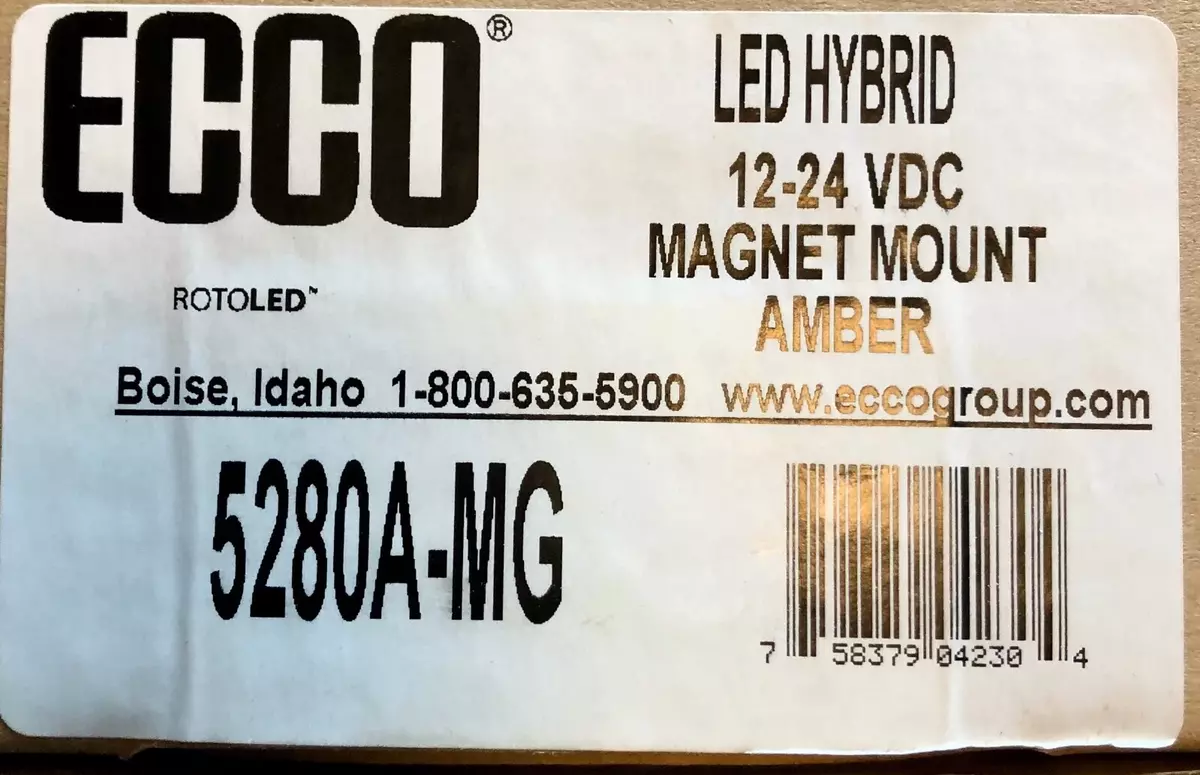 ECCO®
LED HYBRID
12-24 VDC
MAGNET MOUNT
AMBER
ROTOLED™
Boise, Idaho 1-800-635-5900 www.eccogroup.com
5280A-MG
7 58379 04230 4